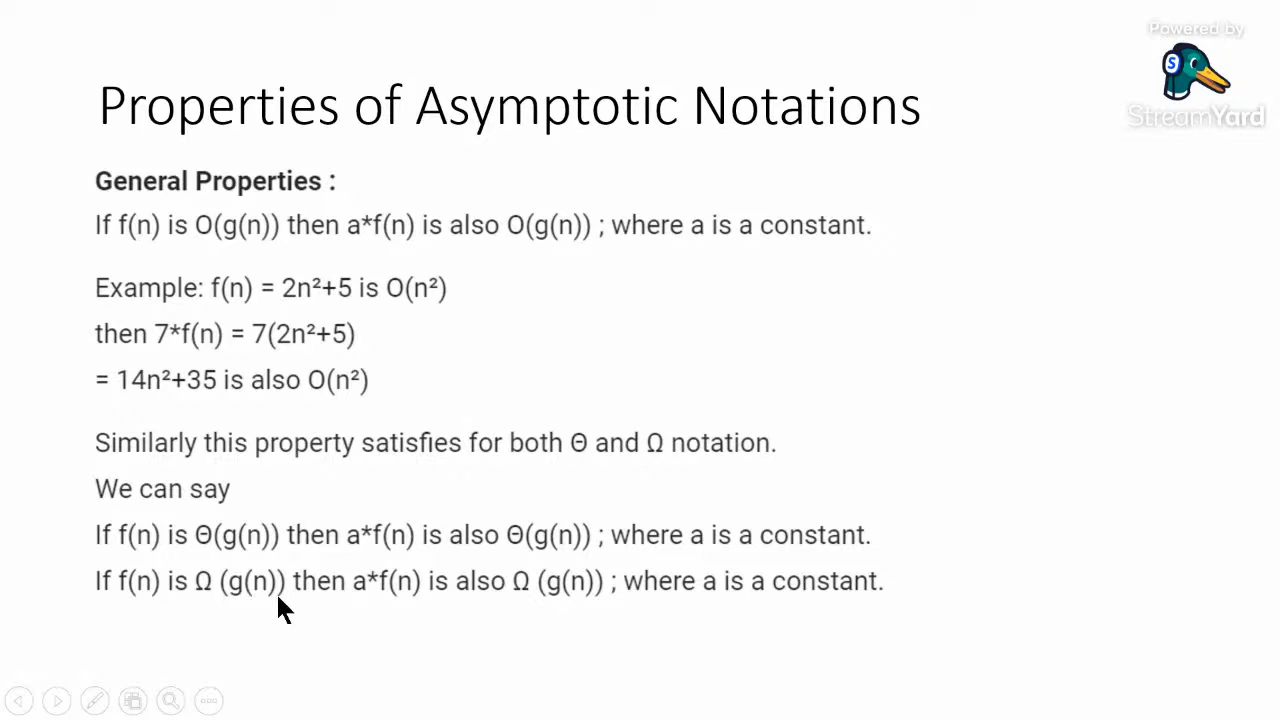 Powered by
S
StreamYard
Properties of Asymptotic Notations
General Properties :
If f(n) is O(g(n)) then a*f(n) is also O(g(n)) ; where a is a constant.
Example: f(n) = 2n²+5 is O(n²)
then 7*f(n) = 7(2n²+5)
= 14n²+35 is also O(n²)
Similarly this property satisfies for both Θ and Ω notation.
We can say
If f(n) is Θ(g(n)) then a*f(n) is also Θ(g(n)) ; where a is a constant.
If f(n) is Ω (g(n)) then a*f(n) is also Ω (g(n)) ; where a is a constant.